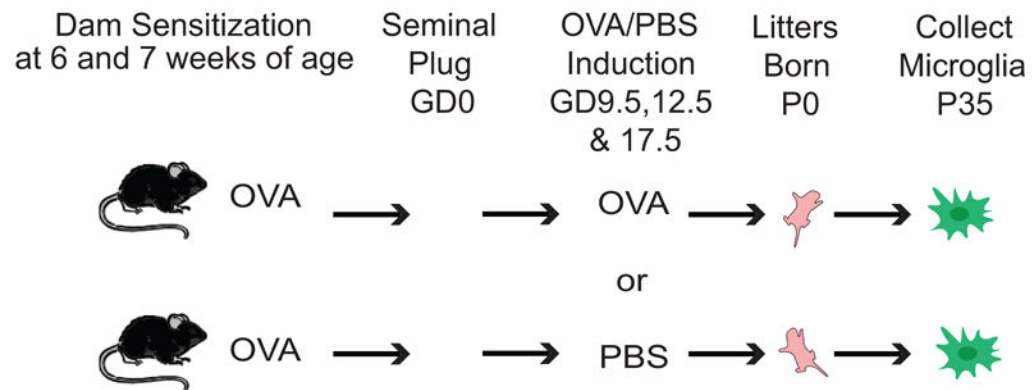 Dam Sensitization
at 6 and 7 weeks of age
Seminal
Plug
GD0
OVA/PBS
Induction
GD9.5,12.5
& 17.5
Litters
Born
P0
Collect
Microglia
P35
OVA
OVA
or
OVA
PBS